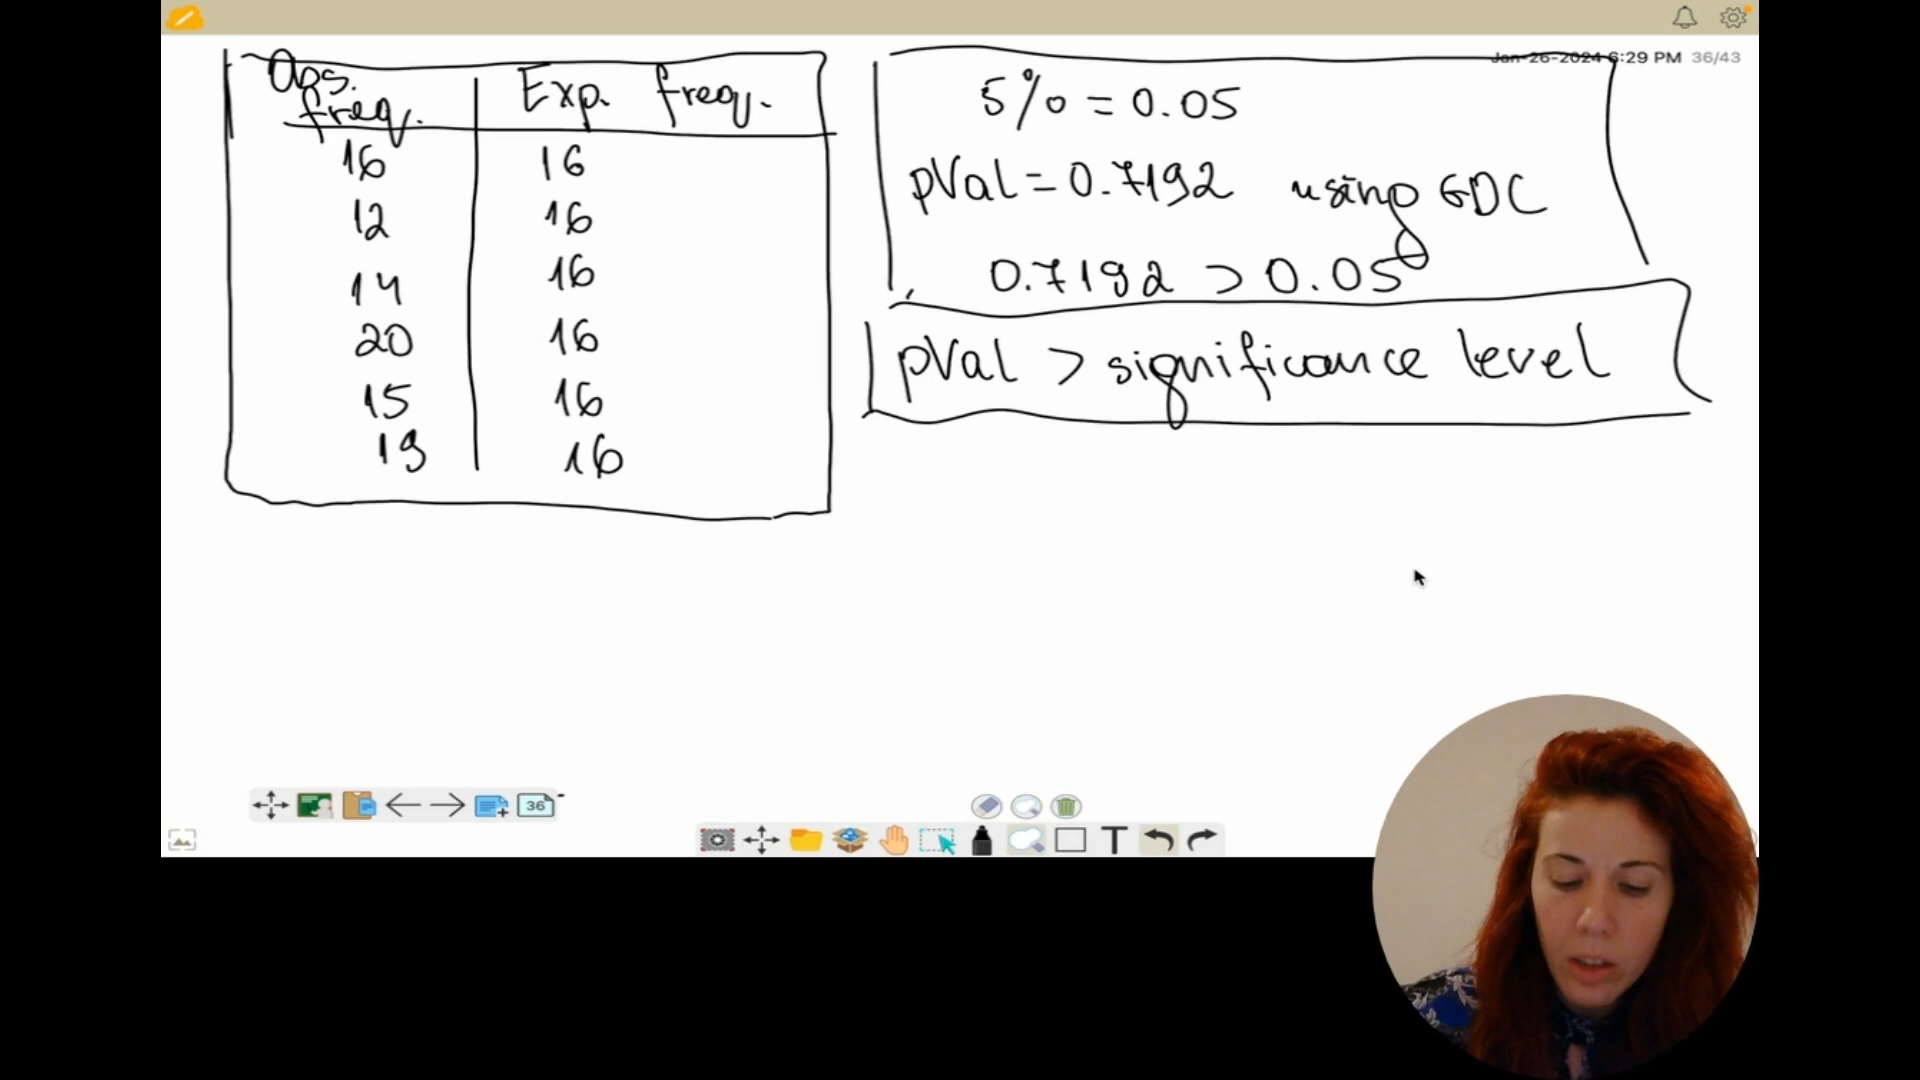 Jan-26-2024 6:29 PM 36/43
Obs. freq. Exp. freq.
16 16
12 16
14 16
20 16
15 16
19 16
5% = 0.05
pVal = 0.7192 using GDC
0.7192 > 0.05
pVal > significance level
36
T